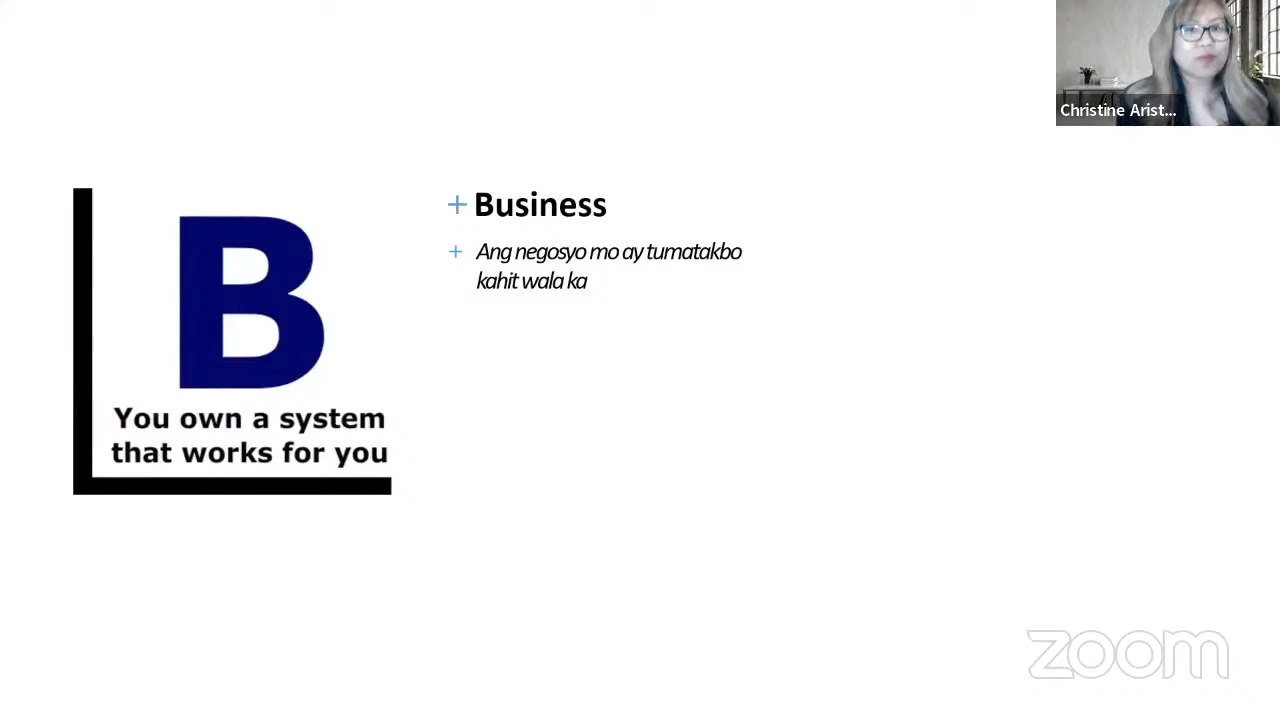 Christine Arist...
+ Business
+ Ang negosyo mo ay tumatakbo
kahit wala ka
B
You own a system
that works for you
zoom